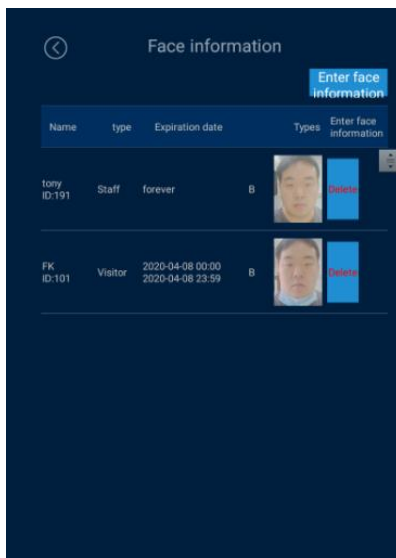 Face information
Enter face
information
Name type Expiration date Types Enter face
information
tony
ID:191 Staff forever B Delete
FK
ID:101 Visitor 2020-04-08 00:00
2020-04-08 23:59 B Delete